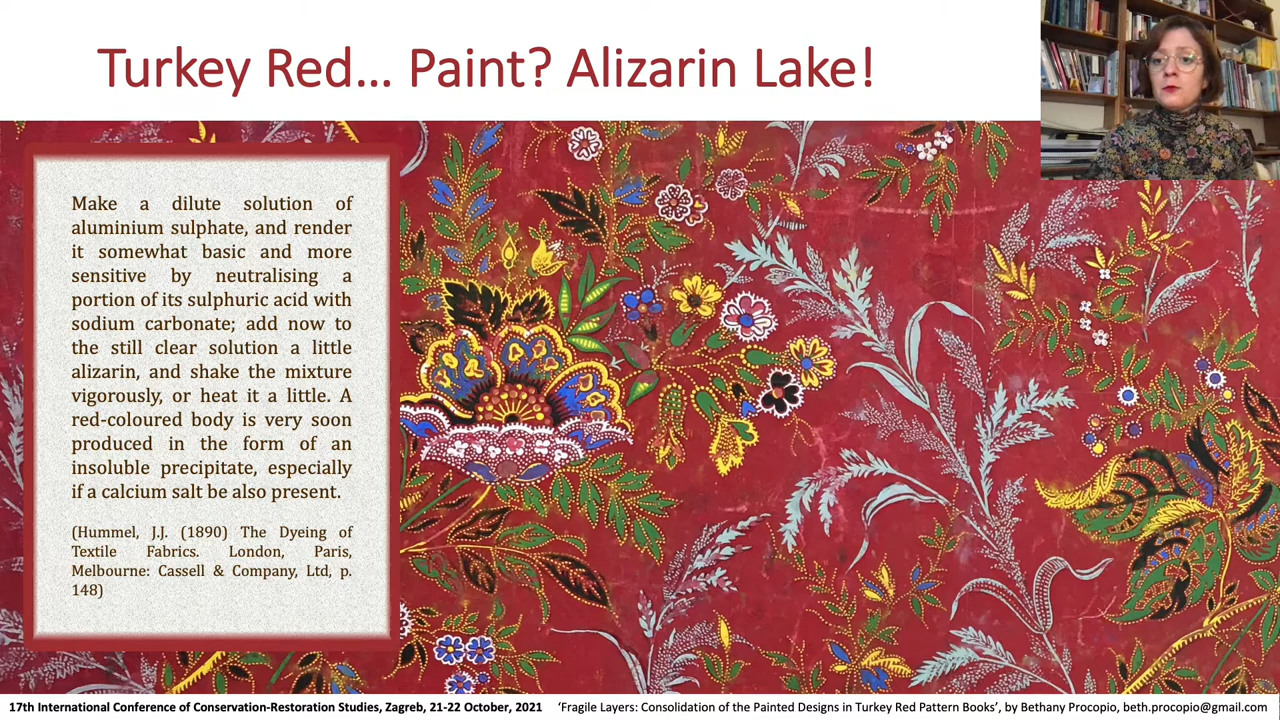 Turkey Red... Paint? Alizarin Lake!
Make a dilute solution of
aluminium sulphate, and render
it somewhat basic and more
sensitive by neutralising a
portion of its sulphuric acid with
sodium carbonate; add now to
the still clear solution a little
alizarin, and shake the mixture
vigorously, or heat it a little. A
red-coloured body is very soon
produced in the form of an
insoluble precipitate, especially
if a calcium salt be also present.
(Hummel, J.J. (1890) The Dyeing of
Textile Fabrics. London, Paris,
Melbourne: Cassell & Company, Ltd, p.
148)
17th International Conference of Conservation-Restoration Studies, Zagreb, 21-22 October, 2021 ‘Fragile Layers: Consolidation of the Painted Designs in Turkey Red Pattern Books’, by Bethany Procopio, beth.procopio@gmail.com